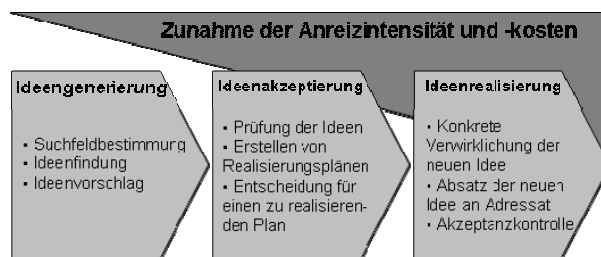 Zunahme der Anreizintensität und -kosten
Ideengenerierung
▪ Suchfeldbestimmung
▪ Ideenfindung
▪ Ideenvorschlag
Ideenakzeptierung
▪ Prüfung der Ideen
▪ Erstellen von
Realisierungsplänen
▪ Entscheidung für
einen zu realisieren-
den Plan
Ideenrealisierung
▪ Konkrete
Verwirklichung der
neuen Idee
▪ Absatz der neuen
Idee an Adressat
▪ Akzeptanzkontrolle